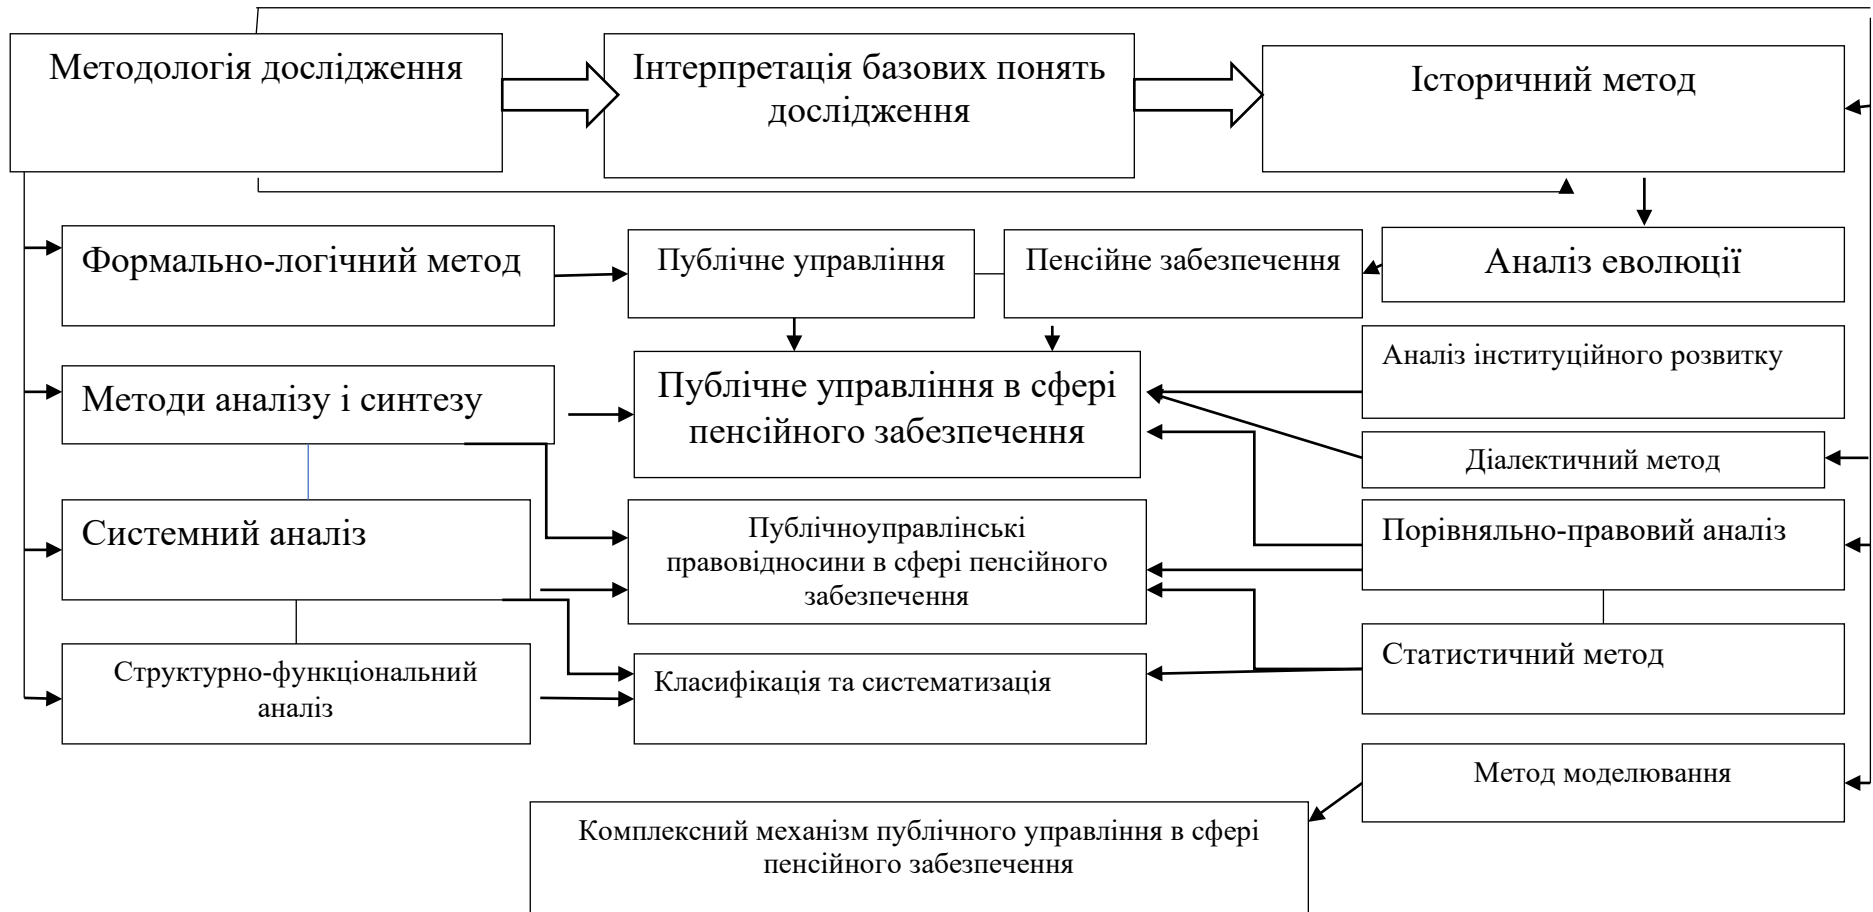 Методологія дослідження
Інтерпретація базових понять
дослідження
Історичний метод
Формально-логічний метод
Публічне управління
Пенсійне забезпечення
Аналіз еволюції
Методи аналізу і синтезу
Публічне управління в сфері
пенсійного забезпечення
Аналіз інституційного розвитку
Діалектичний метод
Системний аналіз
Публічноуправлінські
правовідносини в сфері пенсійного
забезпечення
Порівняльно-правовий аналіз
Структурно-функціональний
аналіз
Класифікація та систематизація
Статистичний метод
Метод моделювання
Комплексний механізм публічного управління в сфері
пенсійного забезпечення